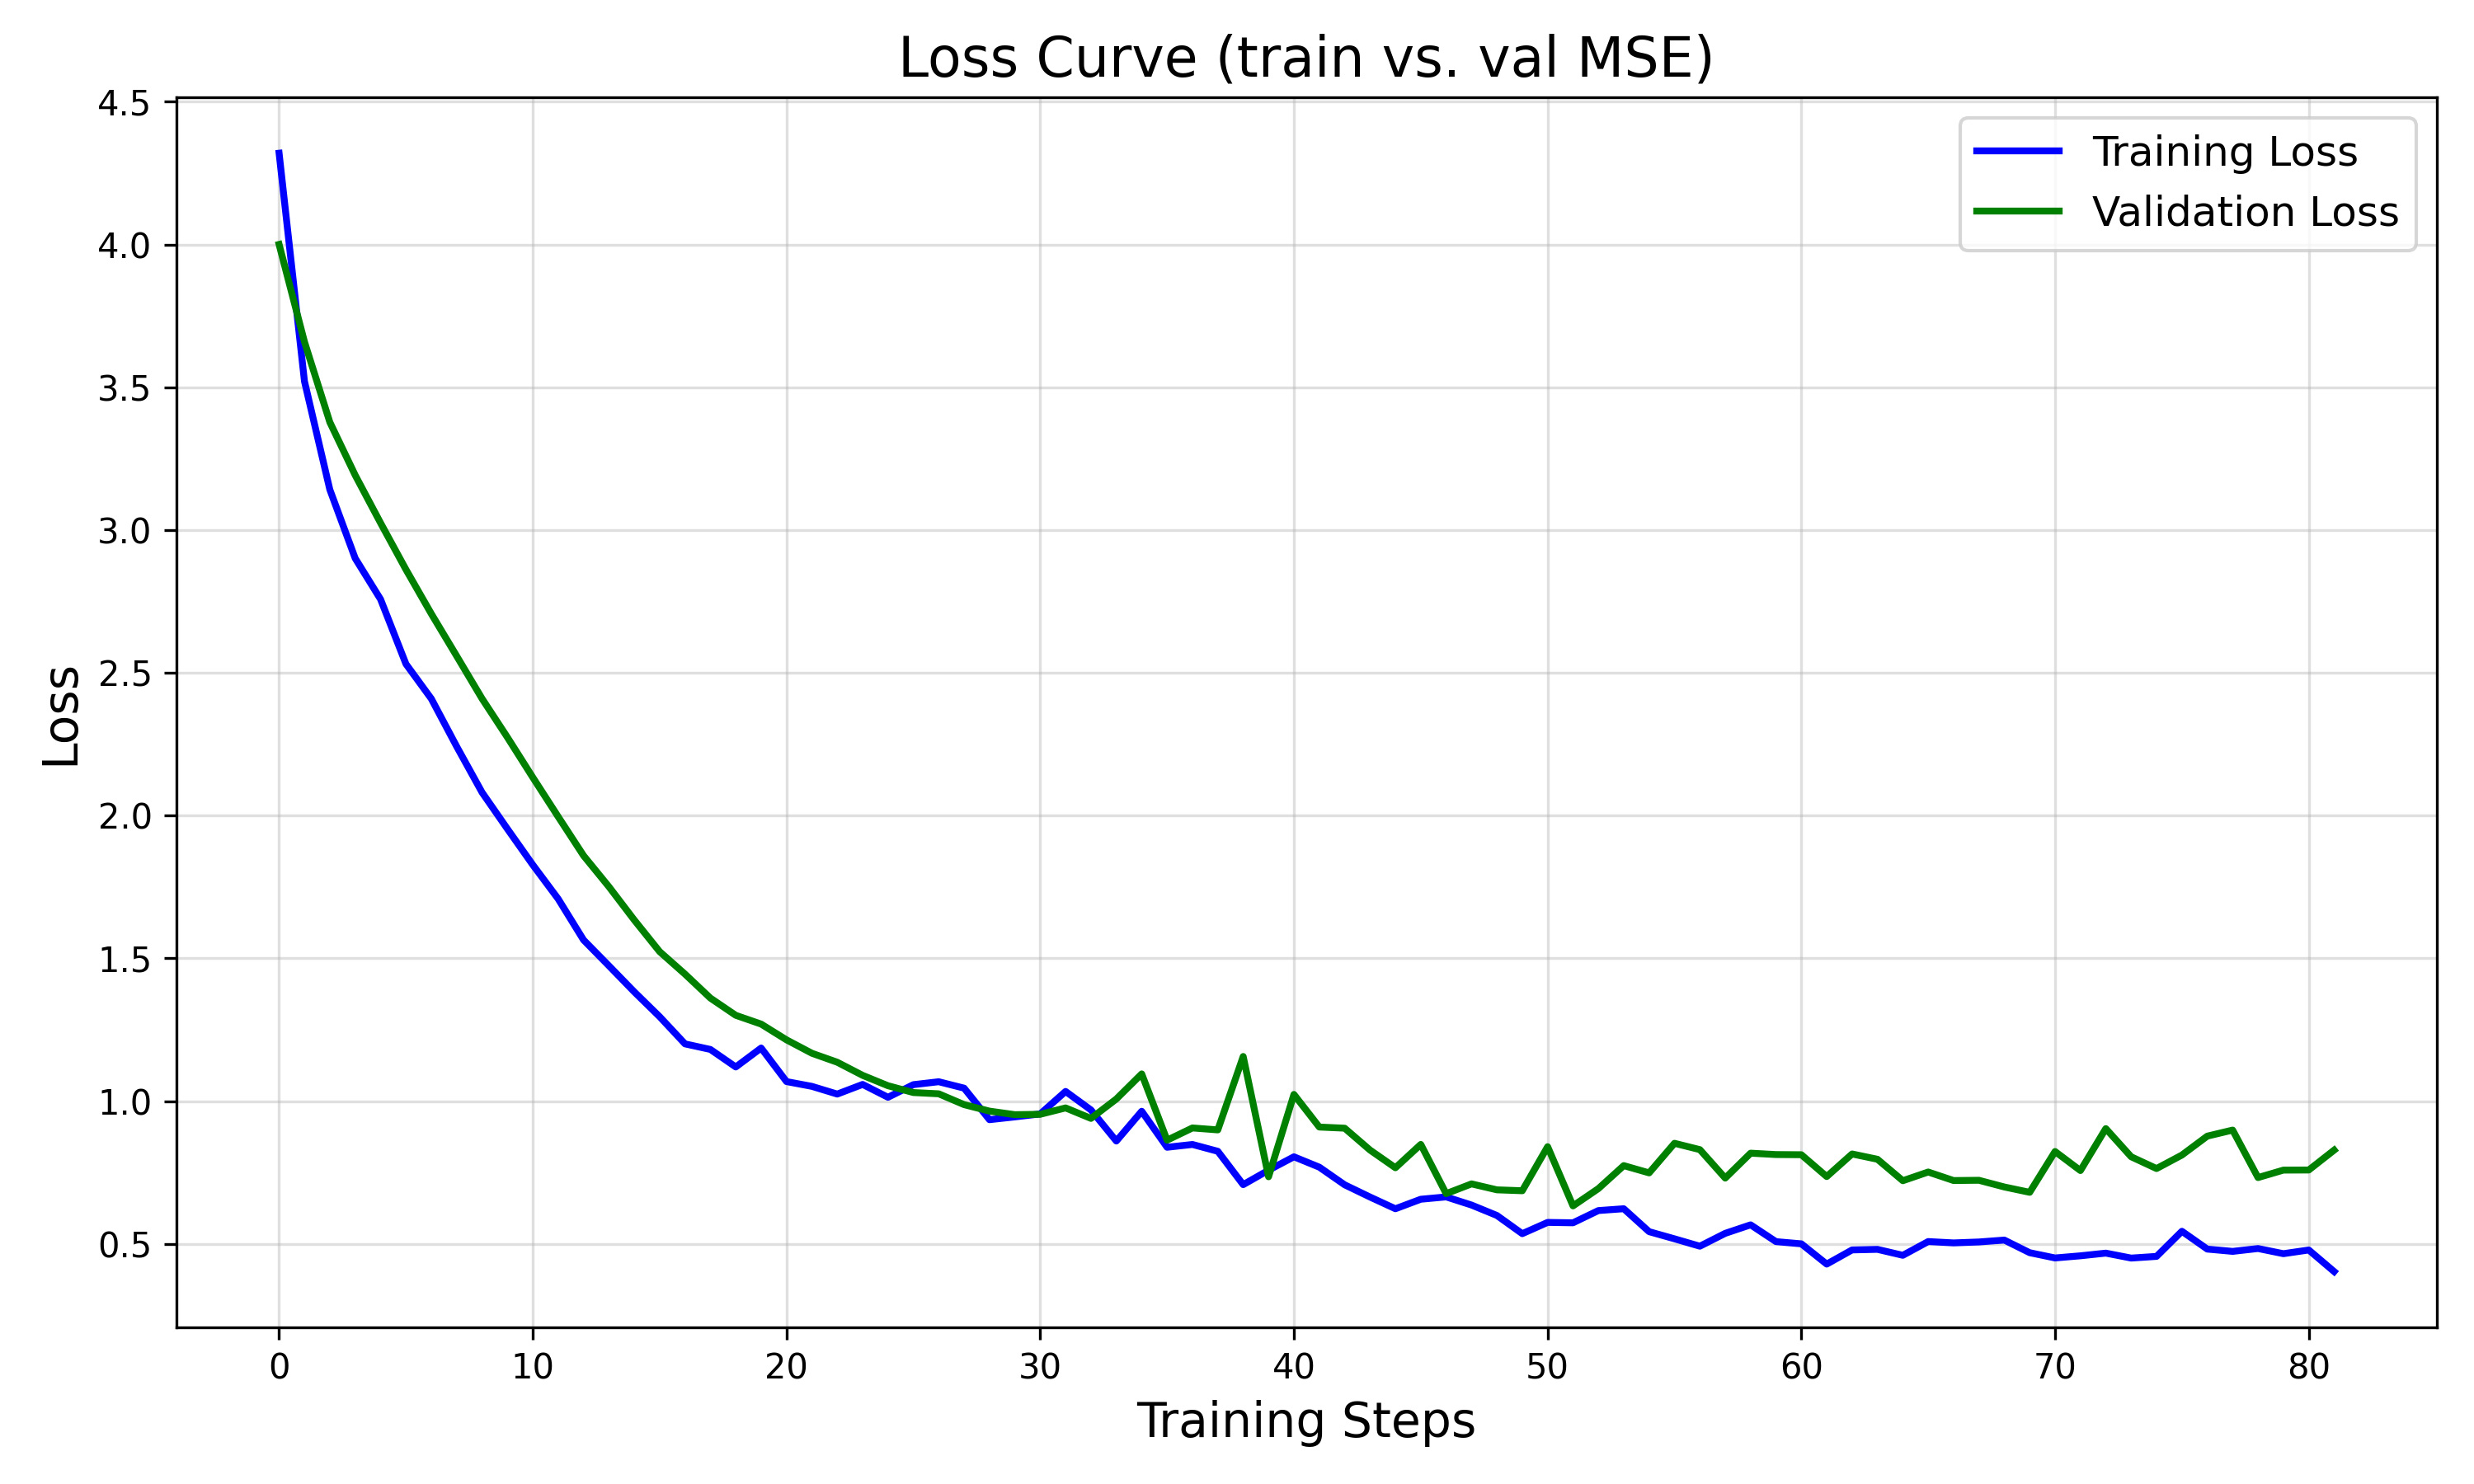 Loss Curve (train vs. val MSE)
Training Loss
Validation Loss
4.5
4.0
3.5
3.0
2.5
2.0
1.5
1.0
0.5
Loss
0 10 20 30 40 50 60 70 80
Training Steps